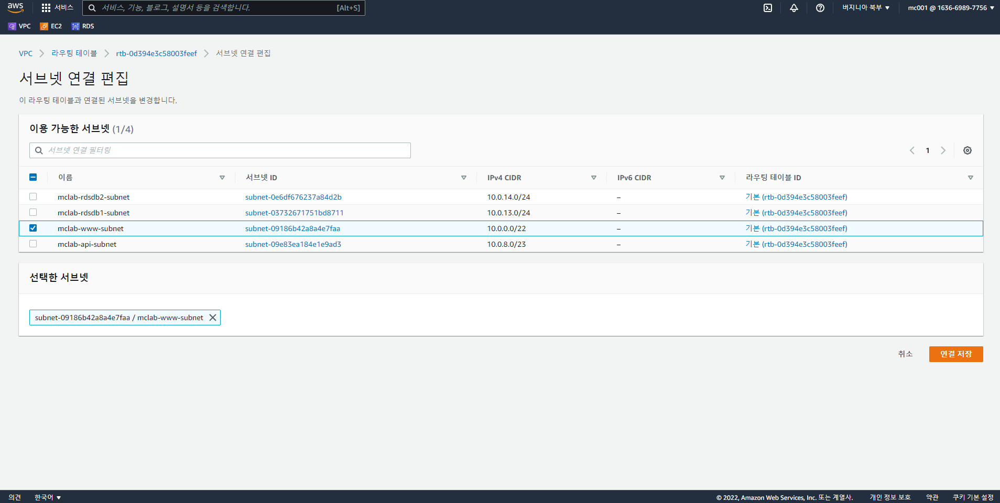 aws 서비스 서비스, 기능, 블로그, 설명서 등을 검색합니다. [Alt+S] 버지니아 북부 ▼ mc001 @ 1636-6989-7756 ▼
VPC EC2 RDS
VPC > 라우팅 테이블 > rtb-0d394e3c58003feef > 서브넷 연결 편집
서브넷 연결 편집
이 라우팅 테이블과 연결된 서브넷을 변경합니다.
이용 가능한 서브넷 (1/4)
서브넷 연결 필터링 < 1 >
이름 서브넷 ID IPv4 CIDR IPv6 CIDR 라우팅 테이블 ID
mclab-rdsdb2-subnet subnet-0e6df676237a84d2b 10.0.14.0/24 – 기본 (rtb-0d394e3c58003feef)
mclab-rdsdb1-subnet subnet-03732671751bd8711 10.0.13.0/24 – 기본 (rtb-0d394e3c58003feef)
mclab-www-subnet subnet-09186b42a8a4e7faa 10.0.0.0/22 – 기본 (rtb-0d394e3c58003feef)
mclab-api-subnet subnet-09e83ea184e1e9ad3 10.0.8.0/23 – 기본 (rtb-0d394e3c58003feef)
선택한 서브넷
subnet-09186b42a8a4e7faa / mclab-www-subnet
취소 연결 저장
의견 한국어 ▼ © 2022, Amazon Web Services, Inc. 또는 계열사. 개인 정보 보호 약관 쿠키 기본 설정